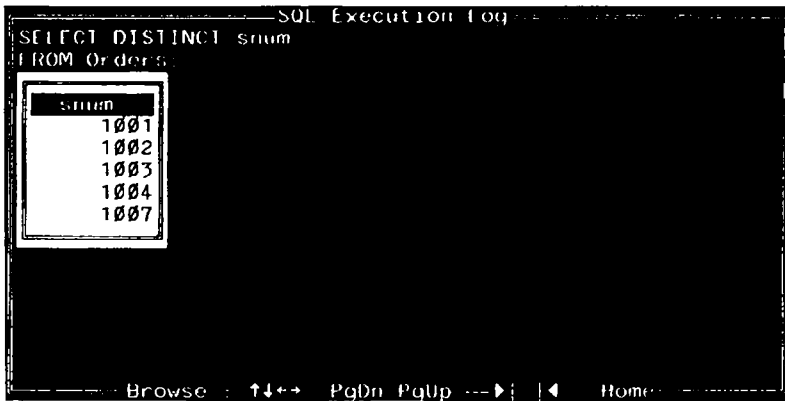 SQL Execution Log
SELECT DISTINCT snum
FROM Orders;
snum
1001
1002
1003
1004
1007
Browse : ↑↓←→ PgDn PgUp ---►| |◄ Home